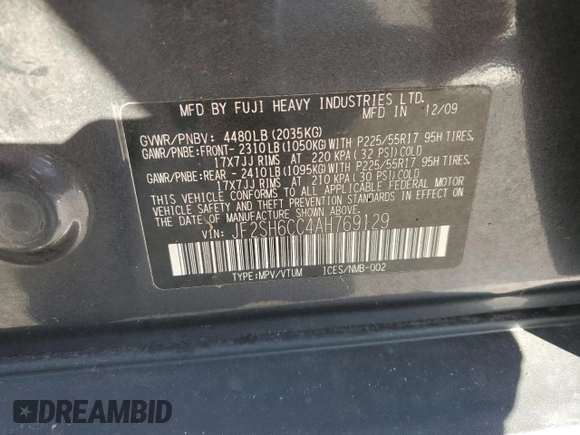 MFD BY FUJI HEAVY INDUSTRIES LTD.
MFD IN 12/09
GVWR/PNBV: 4480LB (2035KG)
GAWR/PNBE:FRONT- 2310LB (1050KG) WITH P225/55R17 95H TIRES,
17X7JJ RIMS AT 220 KPA (32 PSI) COLD
GAWR/PNBE:REAR - 2410LB (1095KG) WITH P225/55R17 95H TIRES,
17X7JJ RIMS AT 210 KPA (30 PSI) COLD
THIS VEHICLE CONFORMS TO ALL APPLICABLE FEDERAL MOTOR
VEHICLE SAFETY AND THEFT PREVENTION STANDARDS IN EFFECT ON
THE DATE OF MANUFACTURE SHOWN ABOVE.
VIN: JF2SH6CC4AH769129
TYPE:MPV/VTUM ICES/NMB-002
DREAMBID